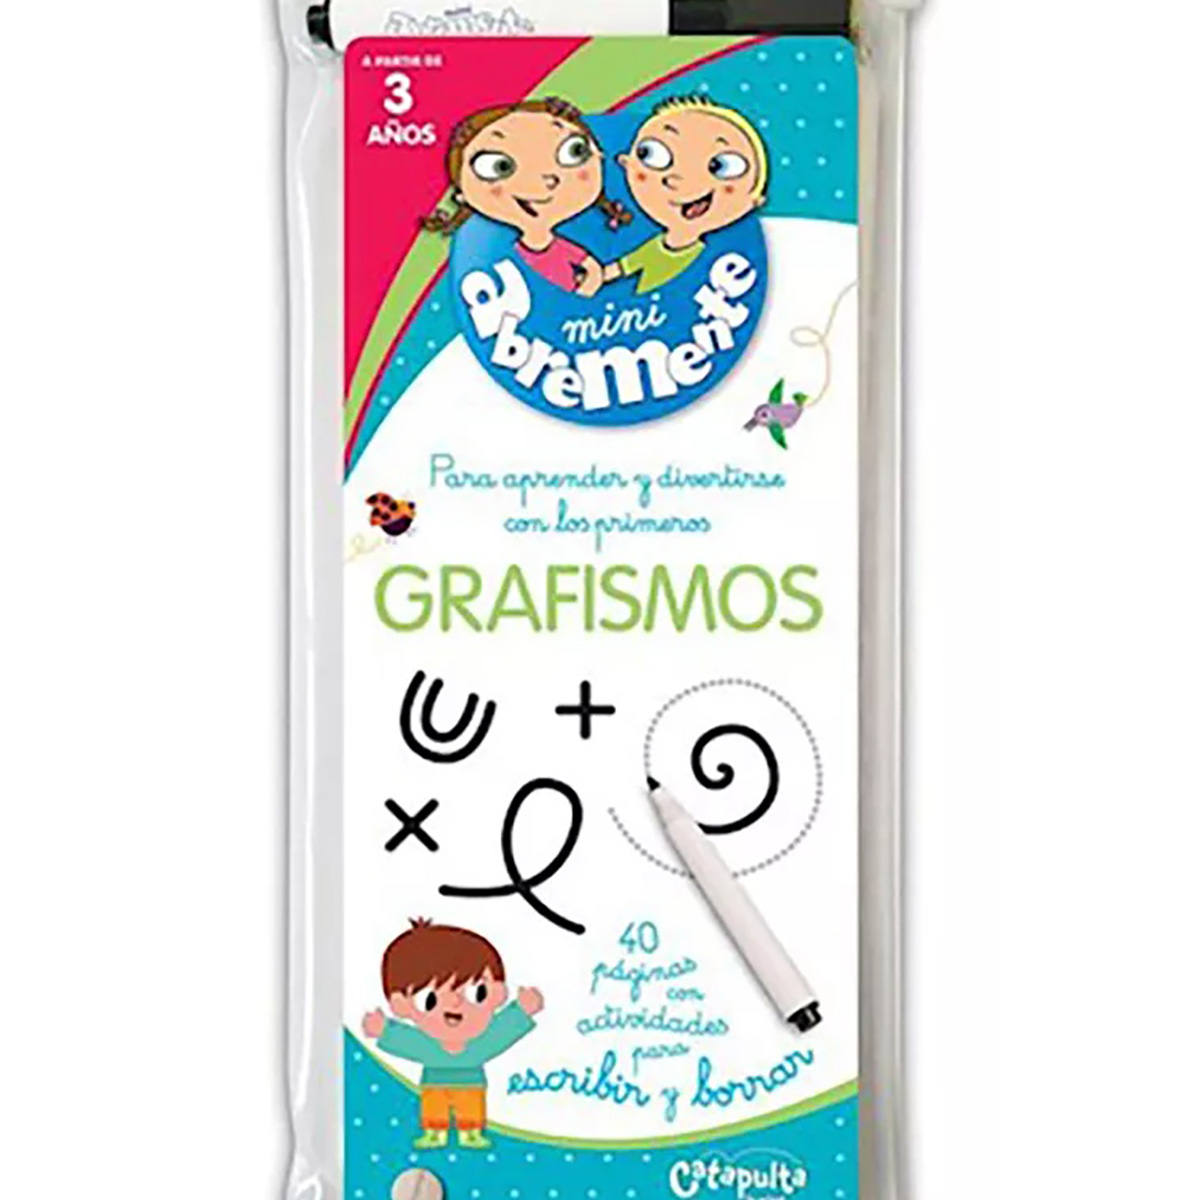 A PARTIR DE
3
AÑOS
mini
abremente
Para aprender y divertirse
con los primeros
GRAFISMOS
40
páginas
con
actividades
para
escribir y borrar
Catapulta